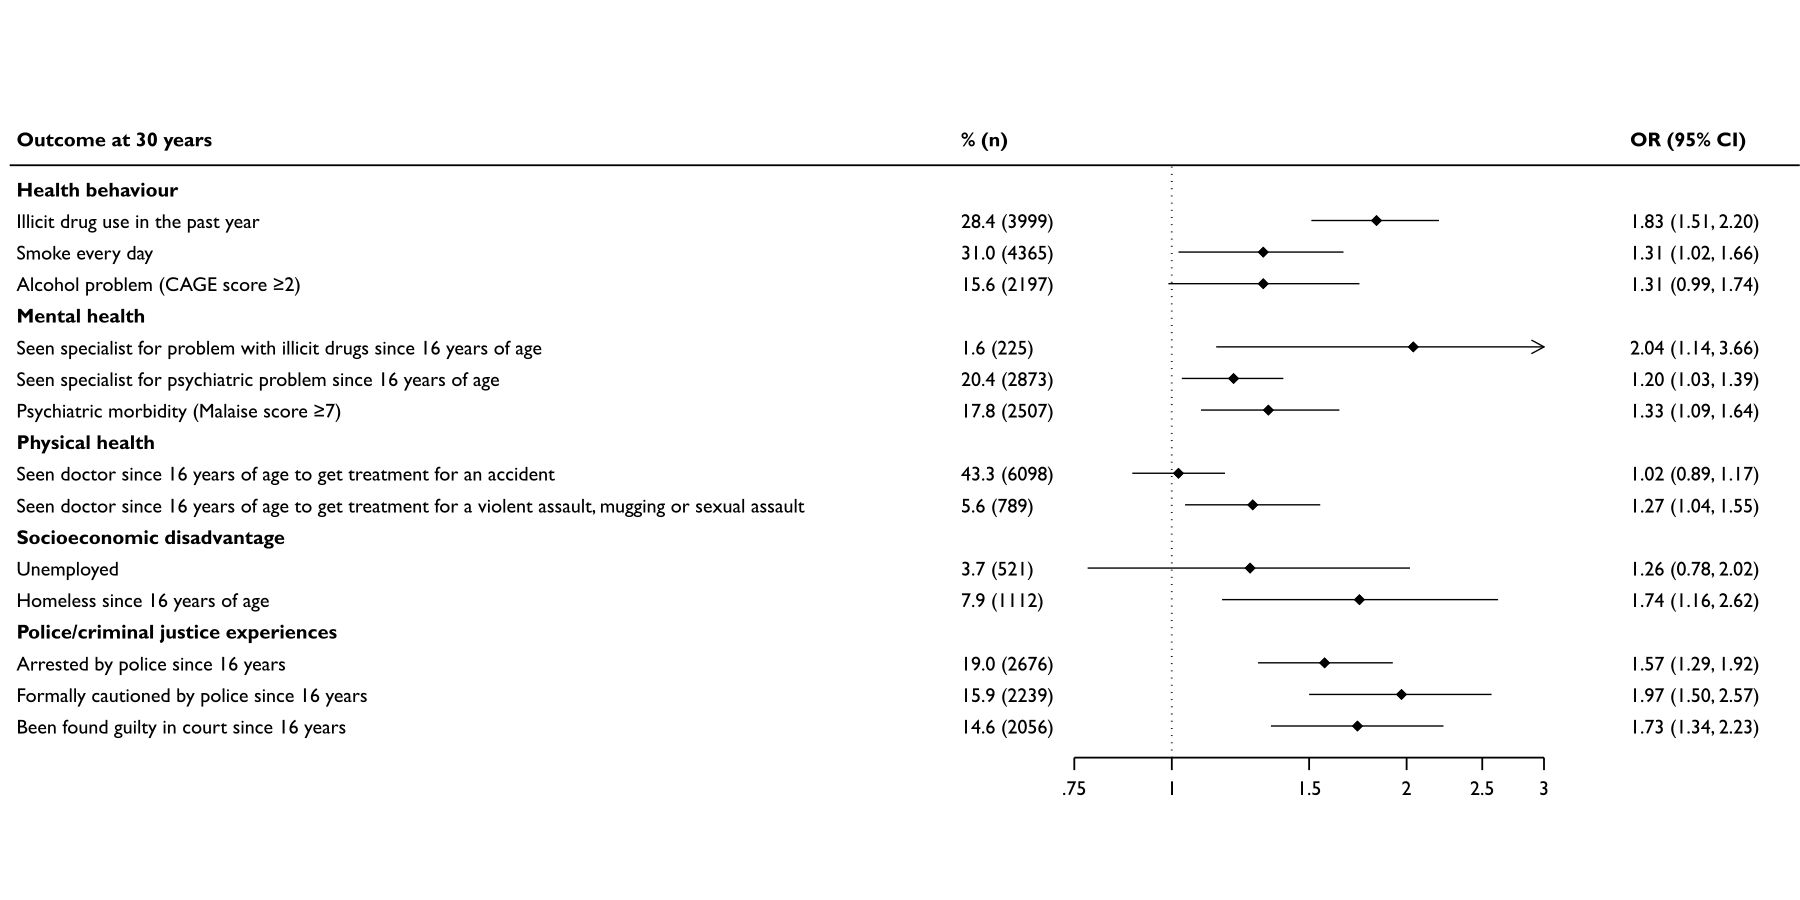 Outcome at 30 years % (n) OR (95% CI)
Health behaviour
Illicit drug use in the past year 28.4 (3999) 1.83 (1.51, 2.20)
Smoke every day 31.0 (4365) 1.31 (1.02, 1.66)
Alcohol problem (CAGE score ≥2) 15.6 (2197) 1.31 (0.99, 1.74)
Mental health
Seen specialist for problem with illicit drugs since 16 years of age 1.6 (225) 2.04 (1.14, 3.66)
Seen specialist for psychiatric problem since 16 years of age 20.4 (2873) 1.20 (1.03, 1.39)
Psychiatric morbidity (Malaise score ≥7) 17.8 (2507) 1.33 (1.09, 1.64)
Physical health
Seen doctor since 16 years of age to get treatment for an accident 43.3 (6098) 1.02 (0.89, 1.17)
Seen doctor since 16 years of age to get treatment for a violent assault, mugging or sexual assault 5.6 (789) 1.27 (1.04, 1.55)
Socioeconomic disadvantage
Unemployed 3.7 (521) 1.26 (0.78, 2.02)
Homeless since 16 years of age 7.9 (1112) 1.74 (1.16, 2.62)
Police/criminal justice experiences
Arrested by police since 16 years 19.0 (2676) 1.57 (1.29, 1.92)
Formally cautioned by police since 16 years 15.9 (2239) 1.97 (1.50, 2.57)
Been found guilty in court since 16 years 14.6 (2056) 1.73 (1.34, 2.23)
.75 1 1.5 2 2.5 3